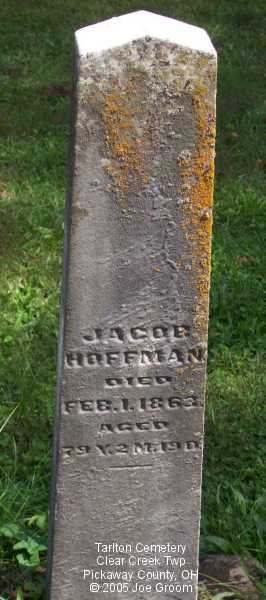 JACOB
HOFFMAN
DIED
FEB. 1. 1863
AGED
79 Y. 2 M. 19 D.
Tarlton Cemetery
Clear Creek Twp
Pickaway County, OH
©2005 Joe Groom